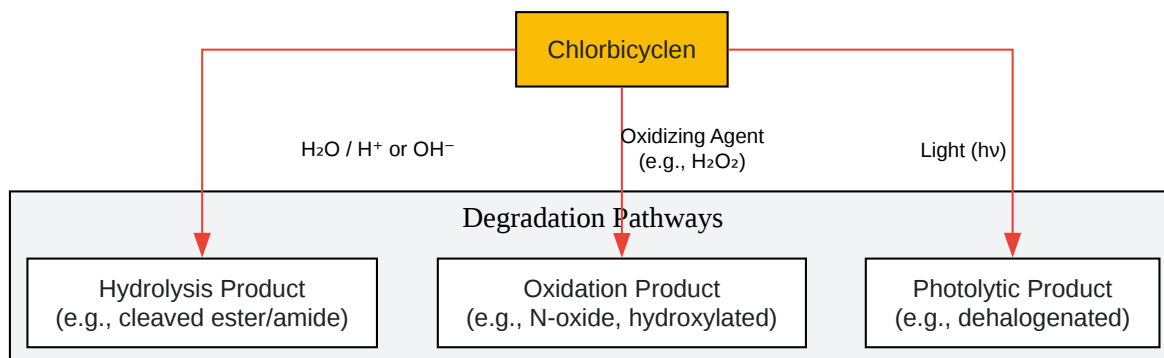 Chlorbicyclen
H₂O / H⁺ or OH⁻
Oxidizing Agent
(e.g., H₂O₂)
Light (hν)
Degradation Pathways
Hydrolysis Product
(e.g., cleaved ester/amide)
Oxidation Product
(e.g., N-oxide, hydroxylated)
Photolytic Product
(e.g., dehalogenated)